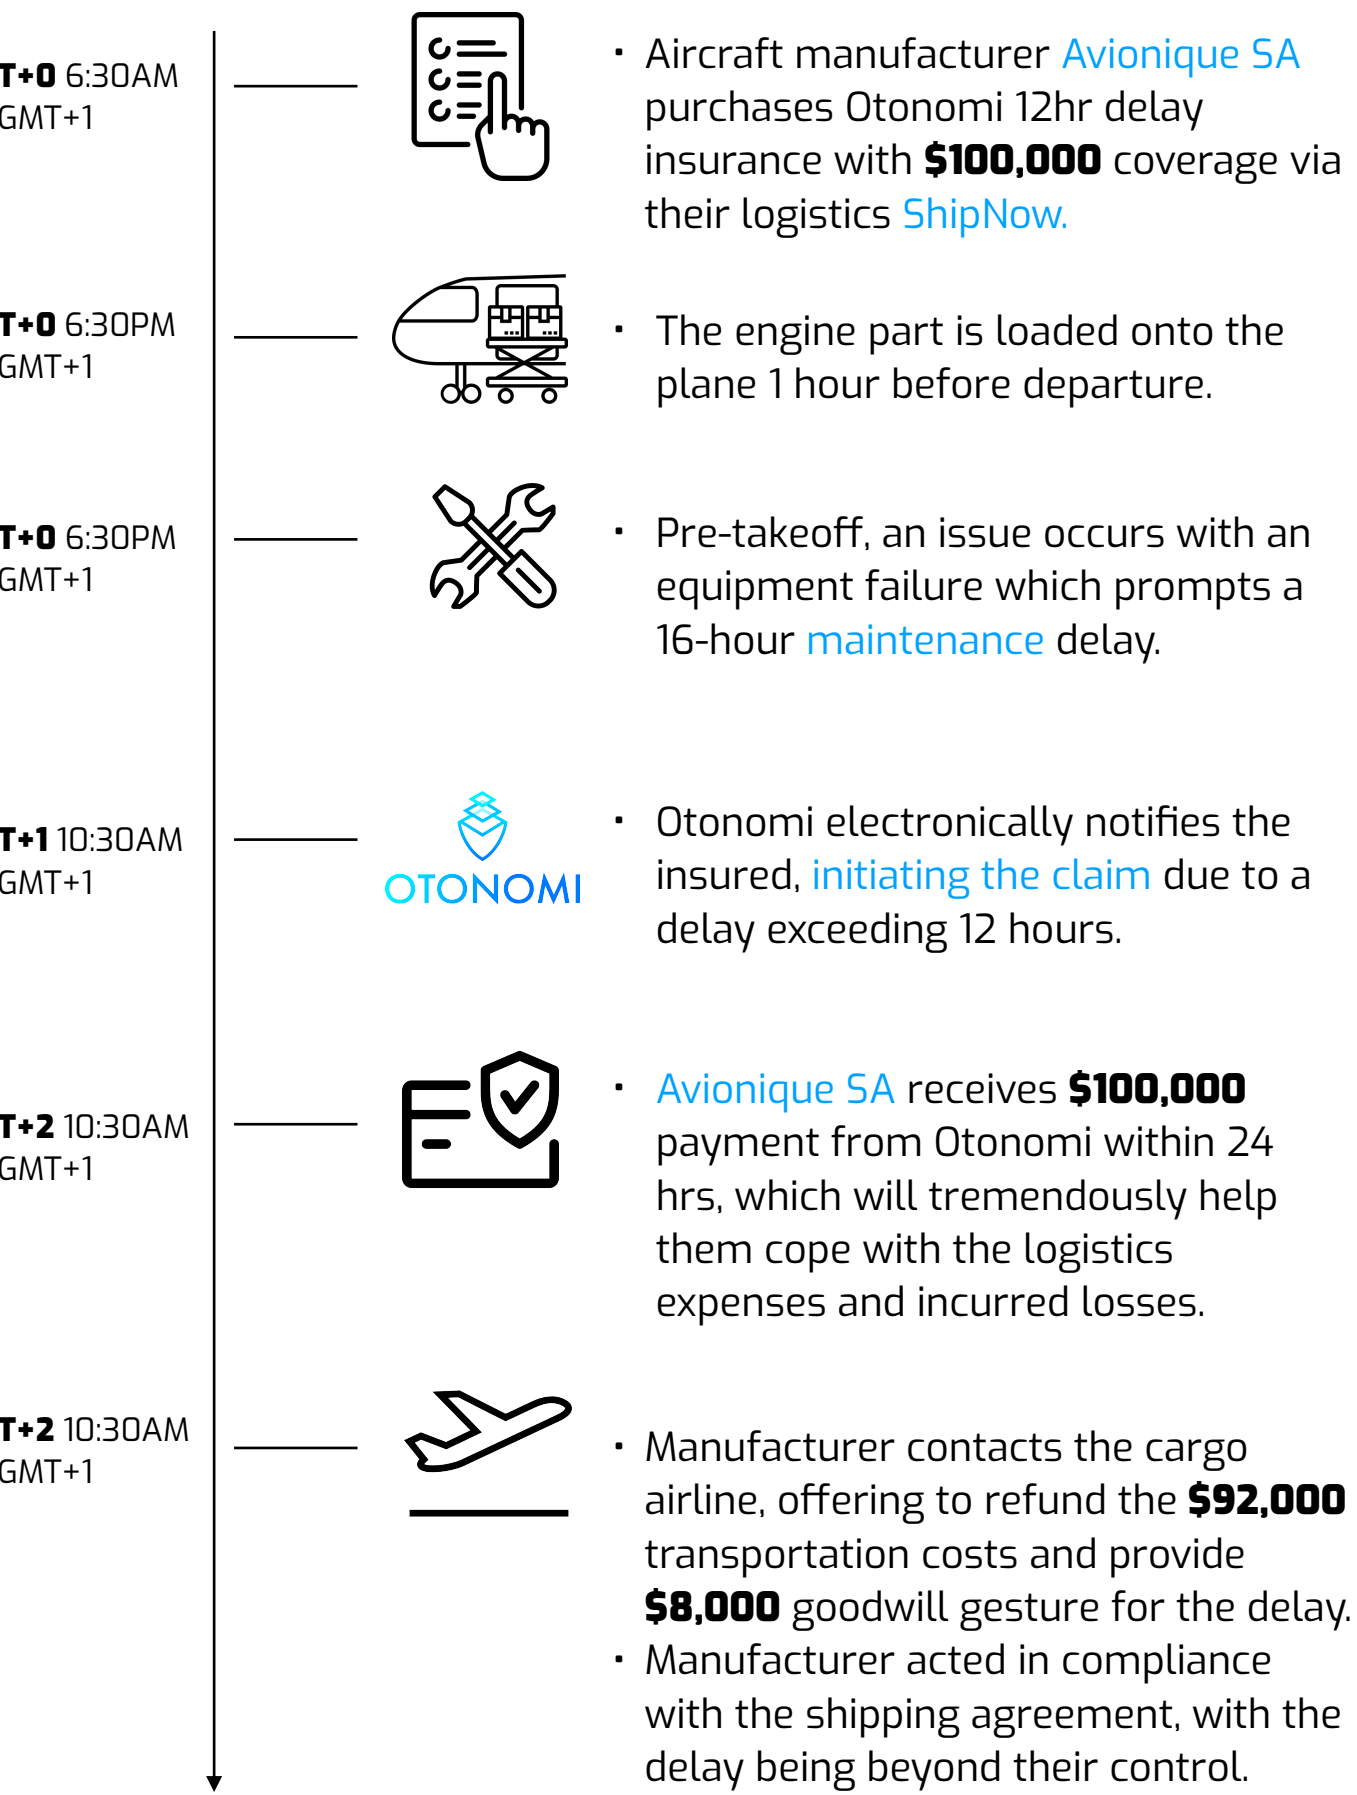 T+0 6:30AM
GMT+1
• Aircraft manufacturer Avionique SA
purchases Otonomi 12hr delay
insurance with $100,000 coverage via
their logistics ShipNow.
T+0 6:30PM
GMT+1
• The engine part is loaded onto the
plane 1 hour before departure.
T+0 6:30PM
GMT+1
• Pre-takeoff, an issue occurs with an
equipment failure which prompts a
16-hour maintenance delay.
T+1 10:30AM
GMT+1
OTONOMI
• Otonomi electronically notifies the
insured, initiating the claim due to a
delay exceeding 12 hours.
T+2 10:30AM
GMT+1
• Avionique SA receives $100,000
payment from Otonomi within 24
hrs, which will tremendously help
them cope with the logistics
expenses and incurred losses.
T+2 10:30AM
GMT+1
• Manufacturer contacts the cargo
airline, offering to refund the $92,000
transportation costs and provide
$8,000 goodwill gesture for the delay.
• Manufacturer acted in compliance
with the shipping agreement, with the
delay being beyond their control.